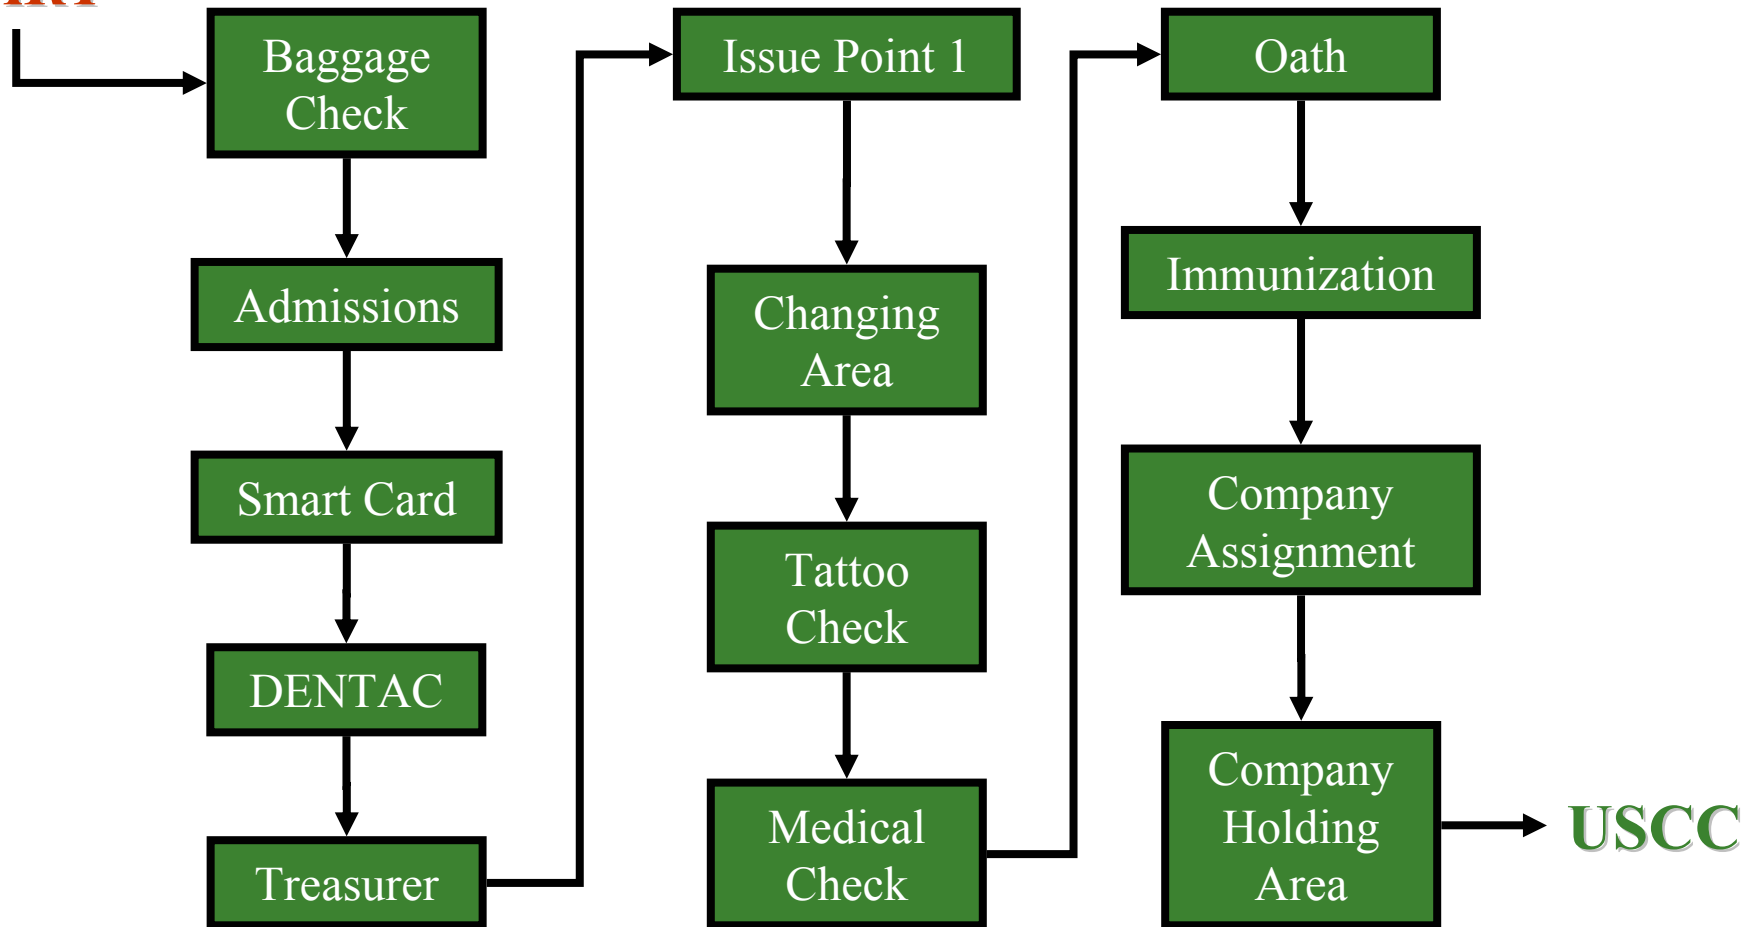 Baggage
Check
Admissions
Smart Card
DENTAC
Treasurer
Issue Point 1
Changing
Area
Tattoo
Check
Medical
Check
Oath
Immunization
Company
Assignment
Company
Holding
Area
USCC